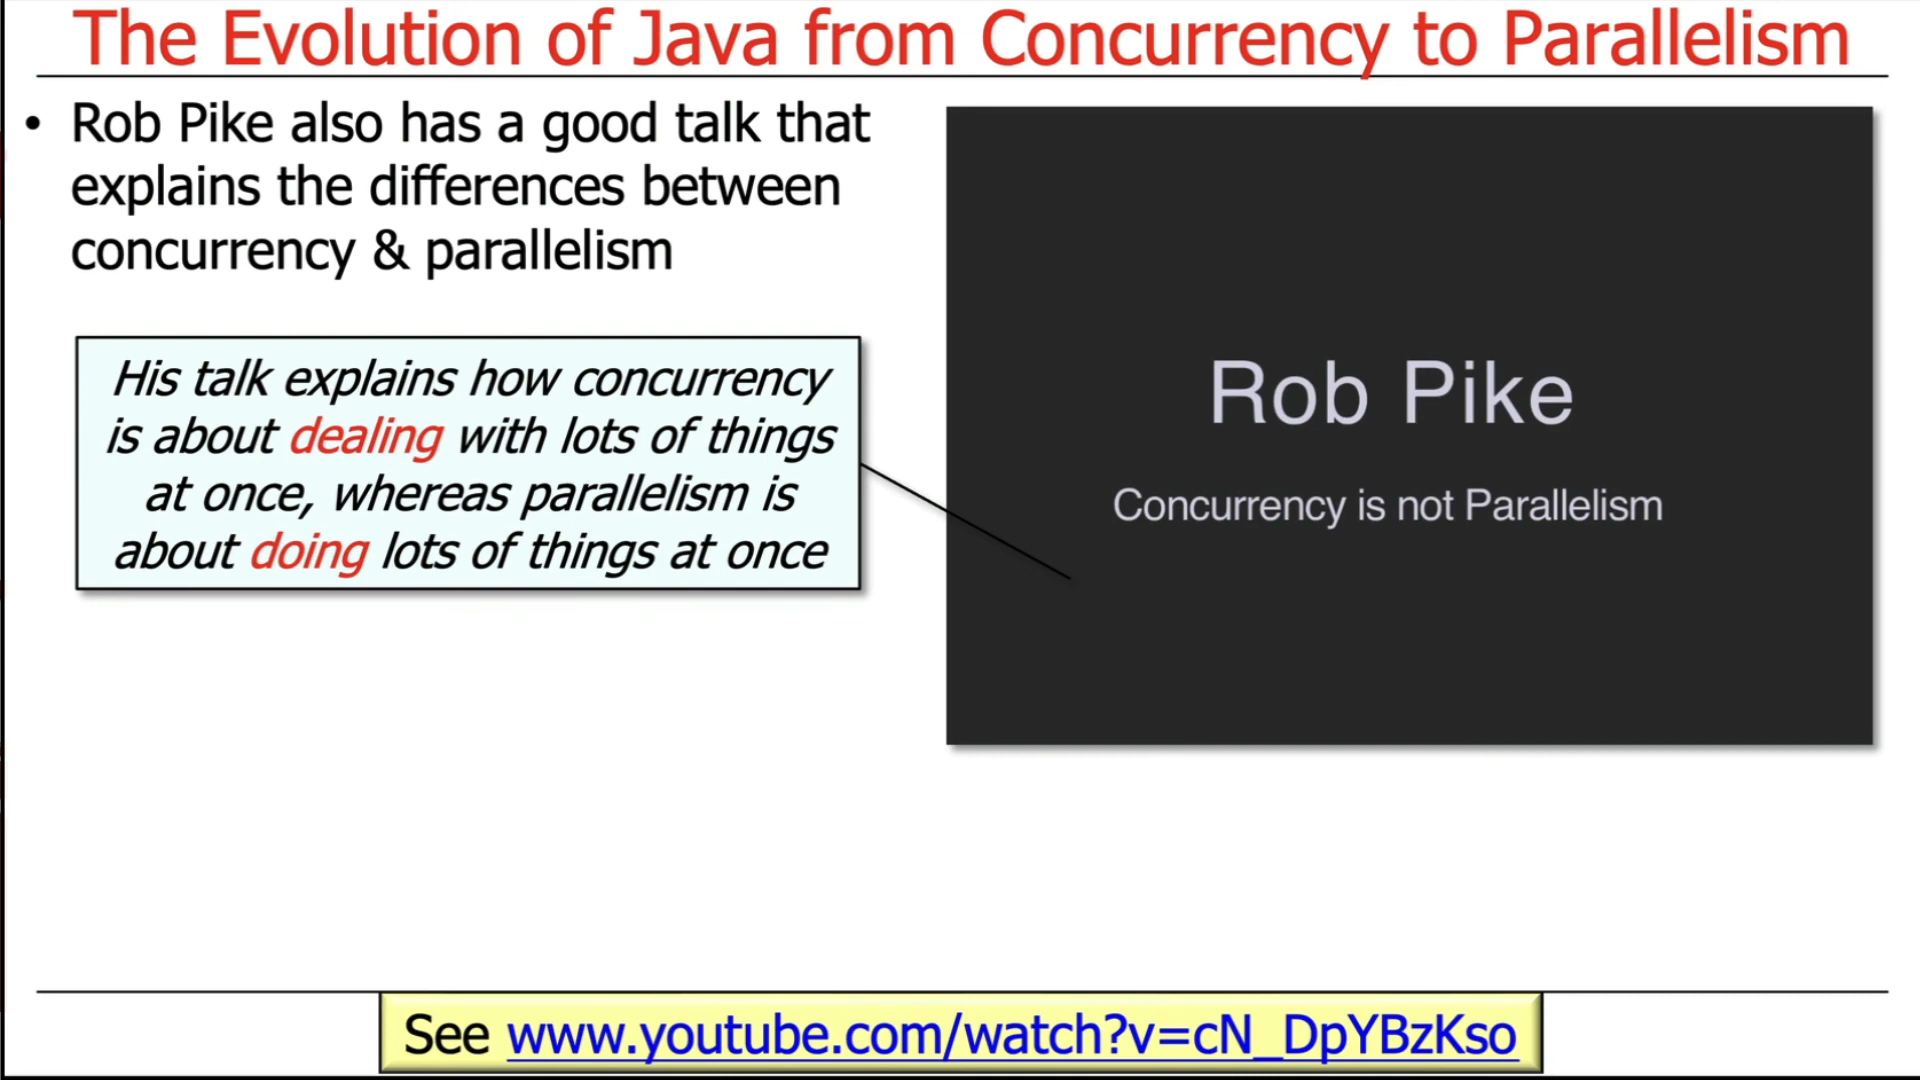 The Evolution of Java from Concurrency to Parallelism
• Rob Pike also has a good talk that
explains the differences between
concurrency & parallelism
His talk explains how concurrency
is about dealing with lots of things
at once, whereas parallelism is
about doing lots of things at once
Rob Pike
Concurrency is not Parallelism
See www.youtube.com/watch?v=cN_DpYBzKso